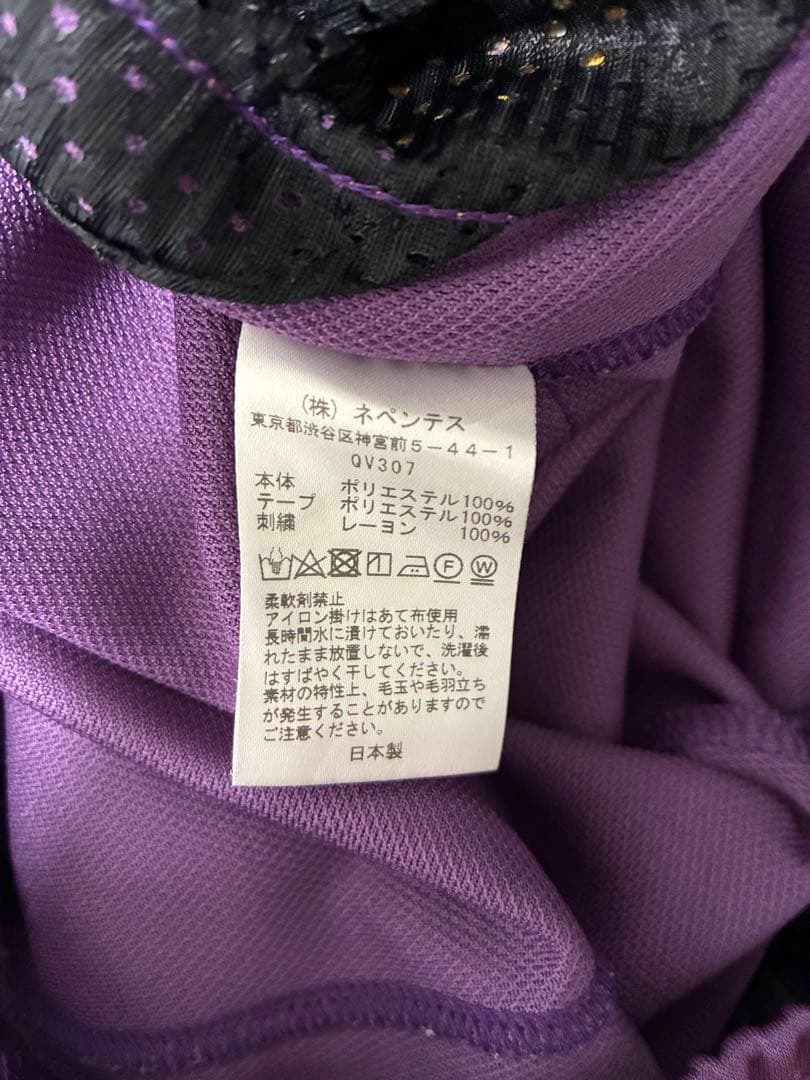 （株）ネペンテス
東京都渋谷区神宮前５－４４－１
QV307
本体 ポリエステル100%
テープ ポリエステル100%
刺繍 レーヨン 100%
F W
柔軟剤禁止
アイロン掛けはあて布使用
長時間水に漬けておいたり、濡
れたまま放置しないで、洗濯後
はすばやく干してください。
素材の特性上、毛玉や毛羽立ち
が発生することがありますので
ご注意ください。
日本製